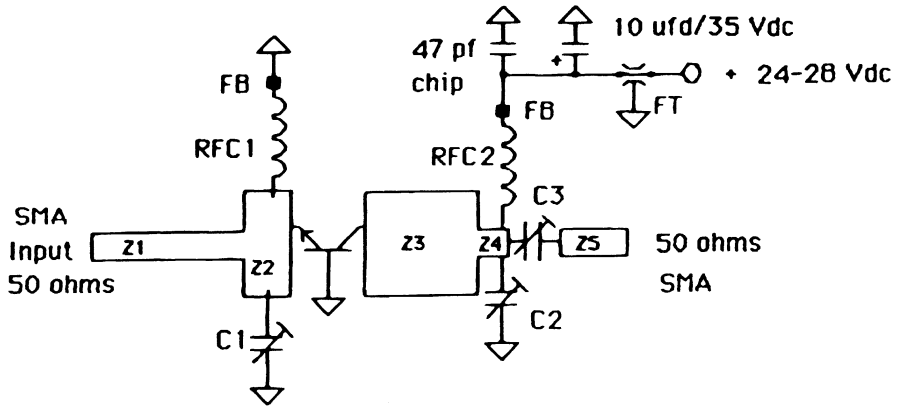 10 ufd/35 Vdc
47 pf
chip
+
+ 24-28 Vdc
FB
FB
FT
RFC1
RFC2
C3
SMA
Input
50 ohms
Z1
Z2
Z3
Z4
Z5
50 ohms
SMA
C1
C2